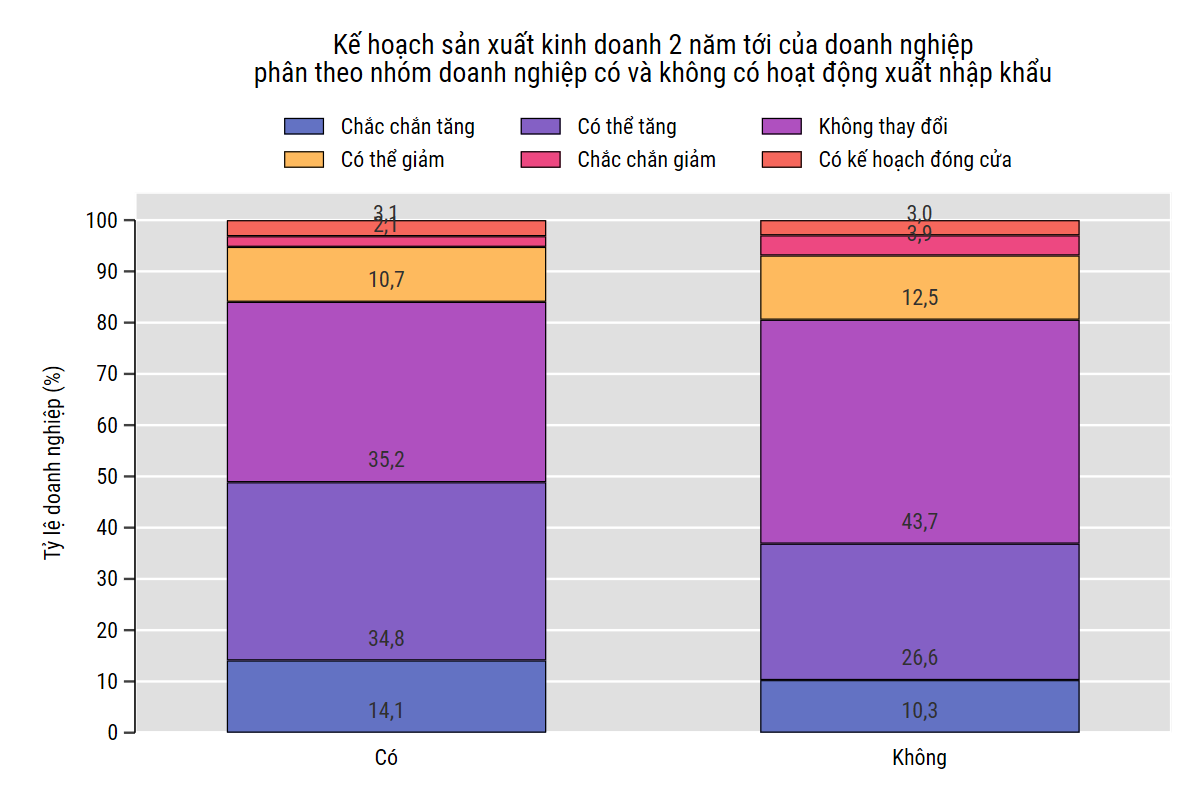 Kế hoạch sản xuất kinh doanh 2 năm tới của doanh nghiệp
phân theo nhóm doanh nghiệp có và không có hoạt động xuất nhập khẩu
Chắc chắn tăng
Có thể tăng
Không thay đổi
Có thể giảm
Chắc chắn giảm
Có kế hoạch đóng cửa
Tỷ lệ doanh nghiệp (%)
100
90
80
70
60
50
40
30
20
10
0
3,1
2,1
10,7
35,2
34,8
14,1
3,0
3,9
12,5
43,7
26,6
10,3
Có
Không